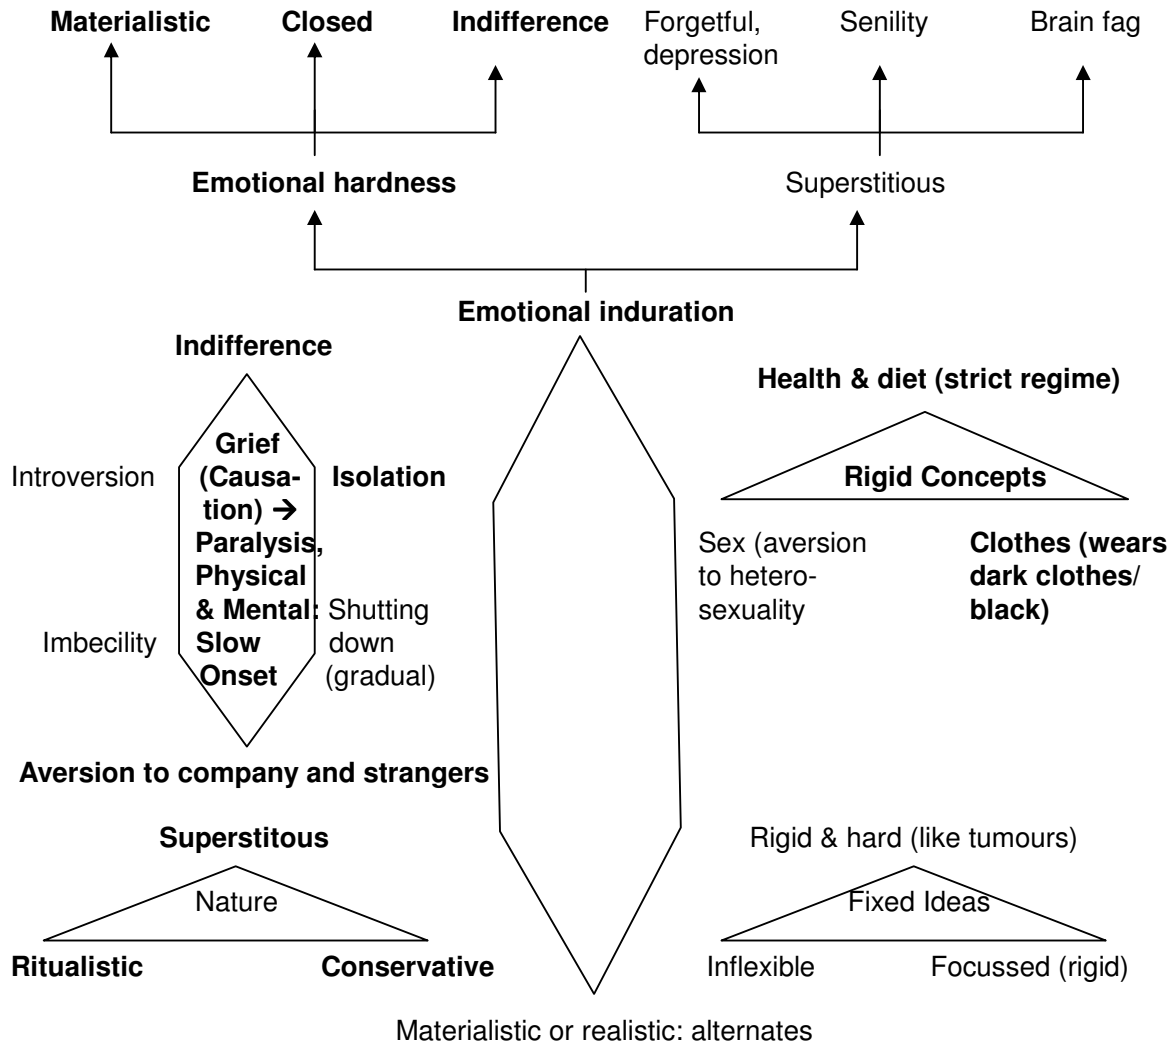 Materialistic
Closed
Indifference
Forgetful,
depression
Senility
Brain fag
Emotional hardness
Superstitious
Emotional induration
Indifference
Introversion
Grief
(Causa-
tion) ➔
Paralysis,
Physical
& Mental:
Slow
Onset
Isolation
Imbecility
Shutting
down
(gradual)
Aversion to company and strangers
Health & diet (strict regime)
Rigid Concepts
Sex (aversion
to hetero-
sexuality
Clothes (wears
dark clothes/
black)
Superstitous
Nature
Ritualistic
Conservative
Rigid & hard (like tumours)
Fixed Ideas
Inflexible
Focussed (rigid)
Materialistic or realistic: alternates